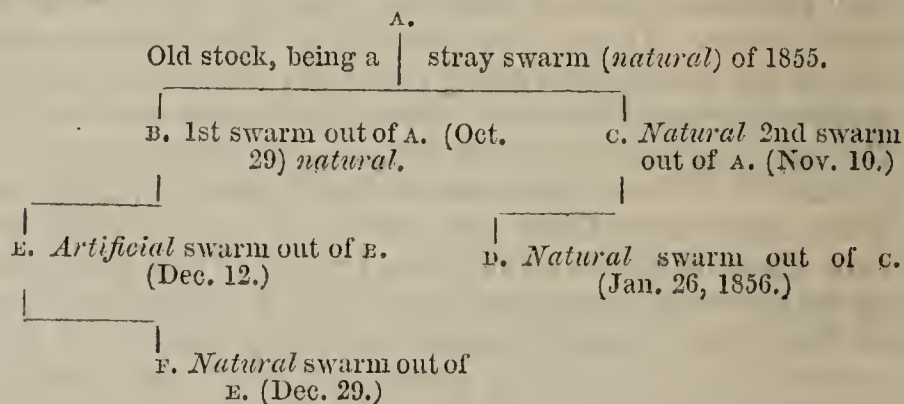 A.
Old stock, being a stray swarm (natural) of 1855.
B. 1st swarm out of A. (Oct.
29) natural.
C. Natural 2nd swarm
out of A. (Nov. 10.)
E. Artificial swarm out of B.
(Dec. 12.)
D. Natural swarm out of C.
(Jan. 26, 1856.)
F. Natural swarm out of
E. (Dec. 29.)